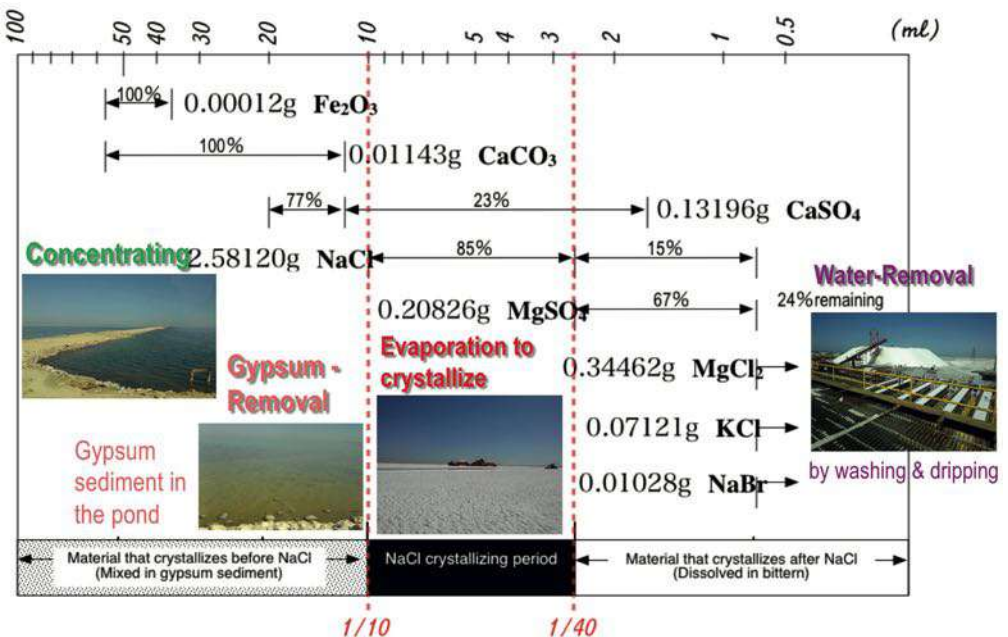 100 50 40 30 20 10 5 4 3 2 1 0.5 (ml)
100% 0.00012g Fe₂O₃
100% 0.01143g CaCO₃
77% 23% 0.13196g CaSO₄
Concentrating 2.58120g NaCl 85% 15%
Water-Removal
0.20826g MgSO₄ 67% 24%remaining
Evaporation to
crystallize
0.34462g MgCl₂
Gypsum -
Removal
0.07121g KCl
Gypsum
sediment in
the pond
by washing & dripping
0.01028g NaBr
Material that crystallizes before NaCl
(Mixed in gypsum sediment)
NaCl crystallizing period
Material that crystallizes after NaCl
(Dissolved in bittern)
1/10 1/40